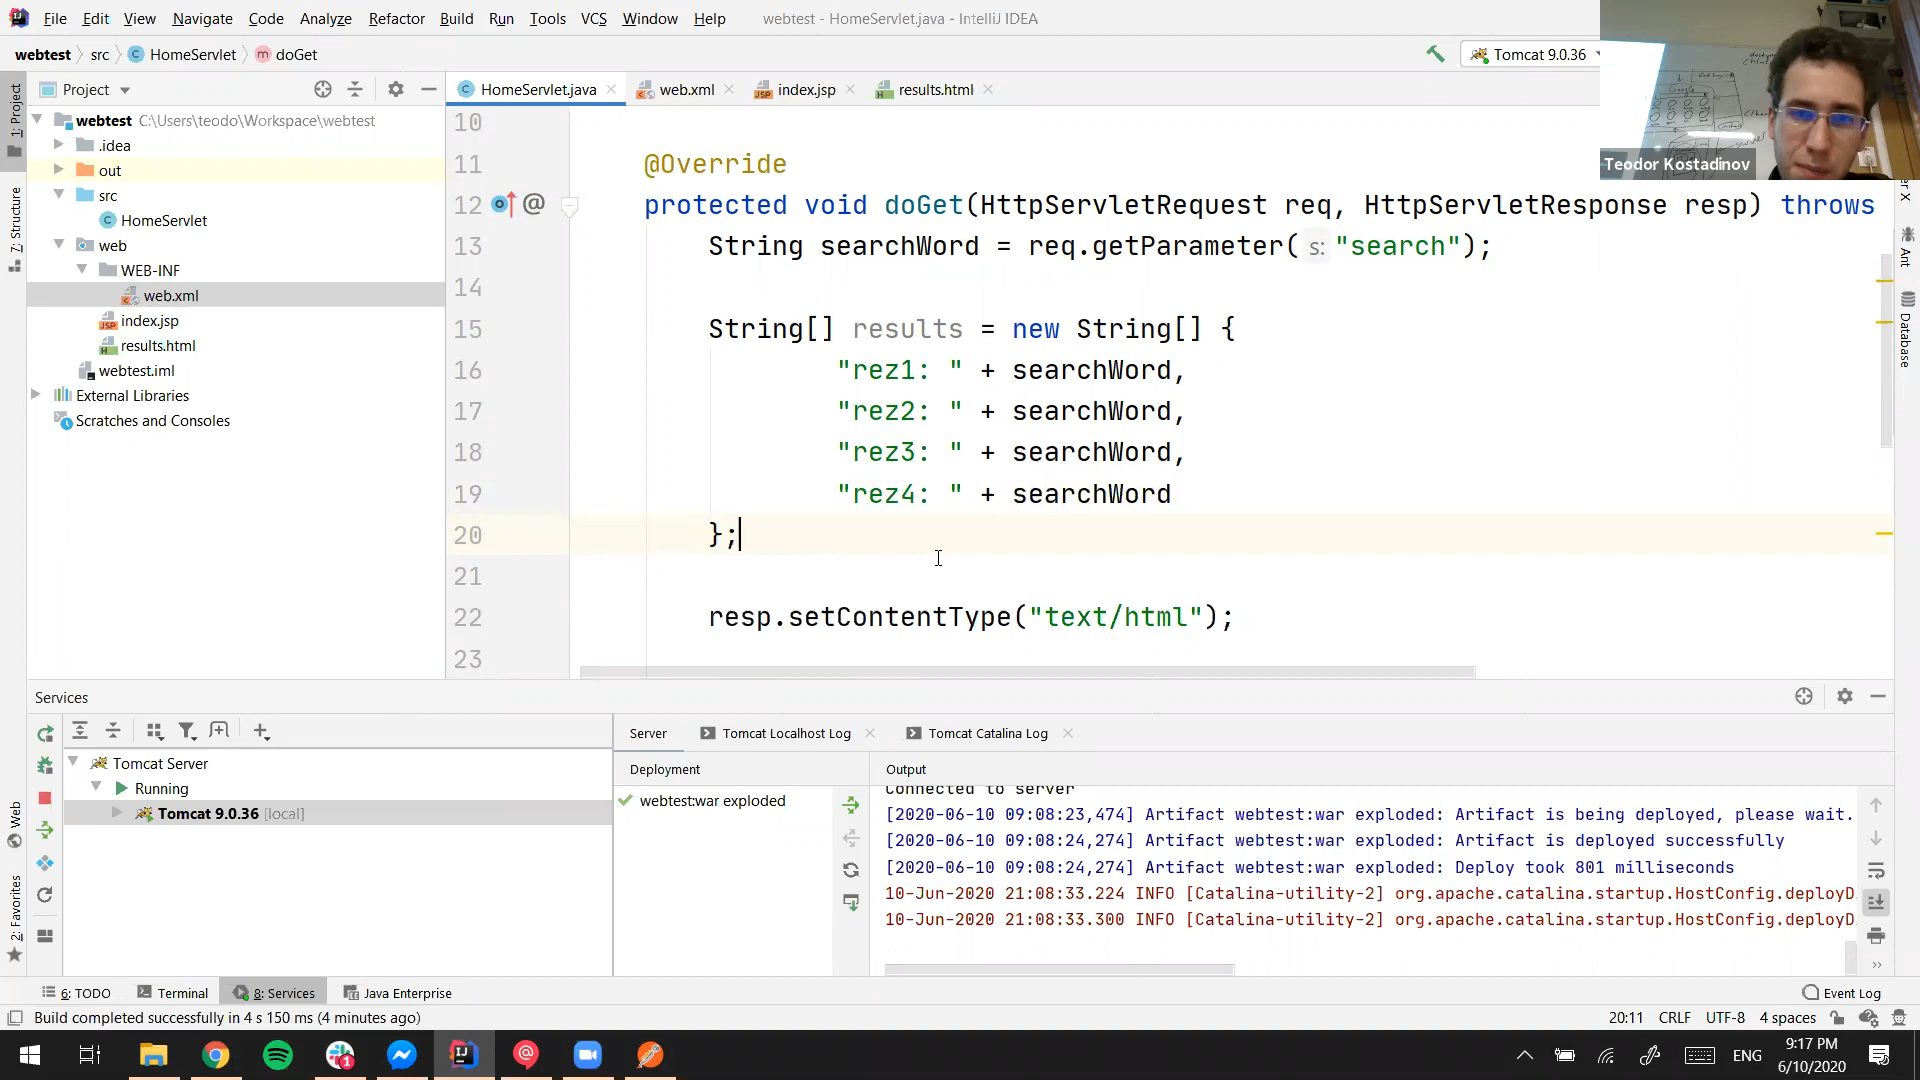 File Edit View Navigate Code Analyze Refactor Build Run Tools VCS Window Help webtest - HomeServlet.java - IntelliJ IDEA
webtest src HomeServlet doGet Tomcat 9.0.36
Project
HomeServlet.java web.xml index.jsp results.html
1: Project
7: Structure
Web
2: Favorites
webtest C:\Users\teodo\Workspace\webtest
.idea
out
src
HomeServlet
web
WEB-INF
web.xml
index.jsp
results.html
webtest.iml
External Libraries
Scratches and Consoles
10
11 @Override
12 @ protected void doGet(HttpServletRequest req, HttpServletResponse resp) throws
13 String searchWord = req.getParameter( s: "search");
14
15 String[] results = new String[] {
16 "rez1: " + searchWord,
17 "rez2: " + searchWord,
18 "rez3: " + searchWord,
19 "rez4: " + searchWord
20 };
21
22 resp.setContentType("text/html");
23
Teodor Kostadinov
Ant
Database
Services
Tomcat Server
Running
Tomcat 9.0.36 [local]
Server Tomcat Localhost Log Tomcat Catalina Log
Deployment Output
webtest:war exploded
Connected to server
[2020-06-10 09:08:23,474] Artifact webtest:war exploded: Artifact is being deployed, please wait.
[2020-06-10 09:08:24,274] Artifact webtest:war exploded: Artifact is deployed successfully
[2020-06-10 09:08:24,274] Artifact webtest:war exploded: Deploy took 801 milliseconds
10-Jun-2020 21:08:33.224 INFO [Catalina-utility-2] org.apache.catalina.startup.HostConfig.deployD
10-Jun-2020 21:08:33.300 INFO [Catalina-utility-2] org.apache.catalina.startup.HostConfig.deployD
6: TODO Terminal 8: Services Java Enterprise Event Log
Build completed successfully in 4 s 150 ms (4 minutes ago) 20:11 CRLF UTF-8 4 spaces
ENG
9:17 PM
6/10/2020